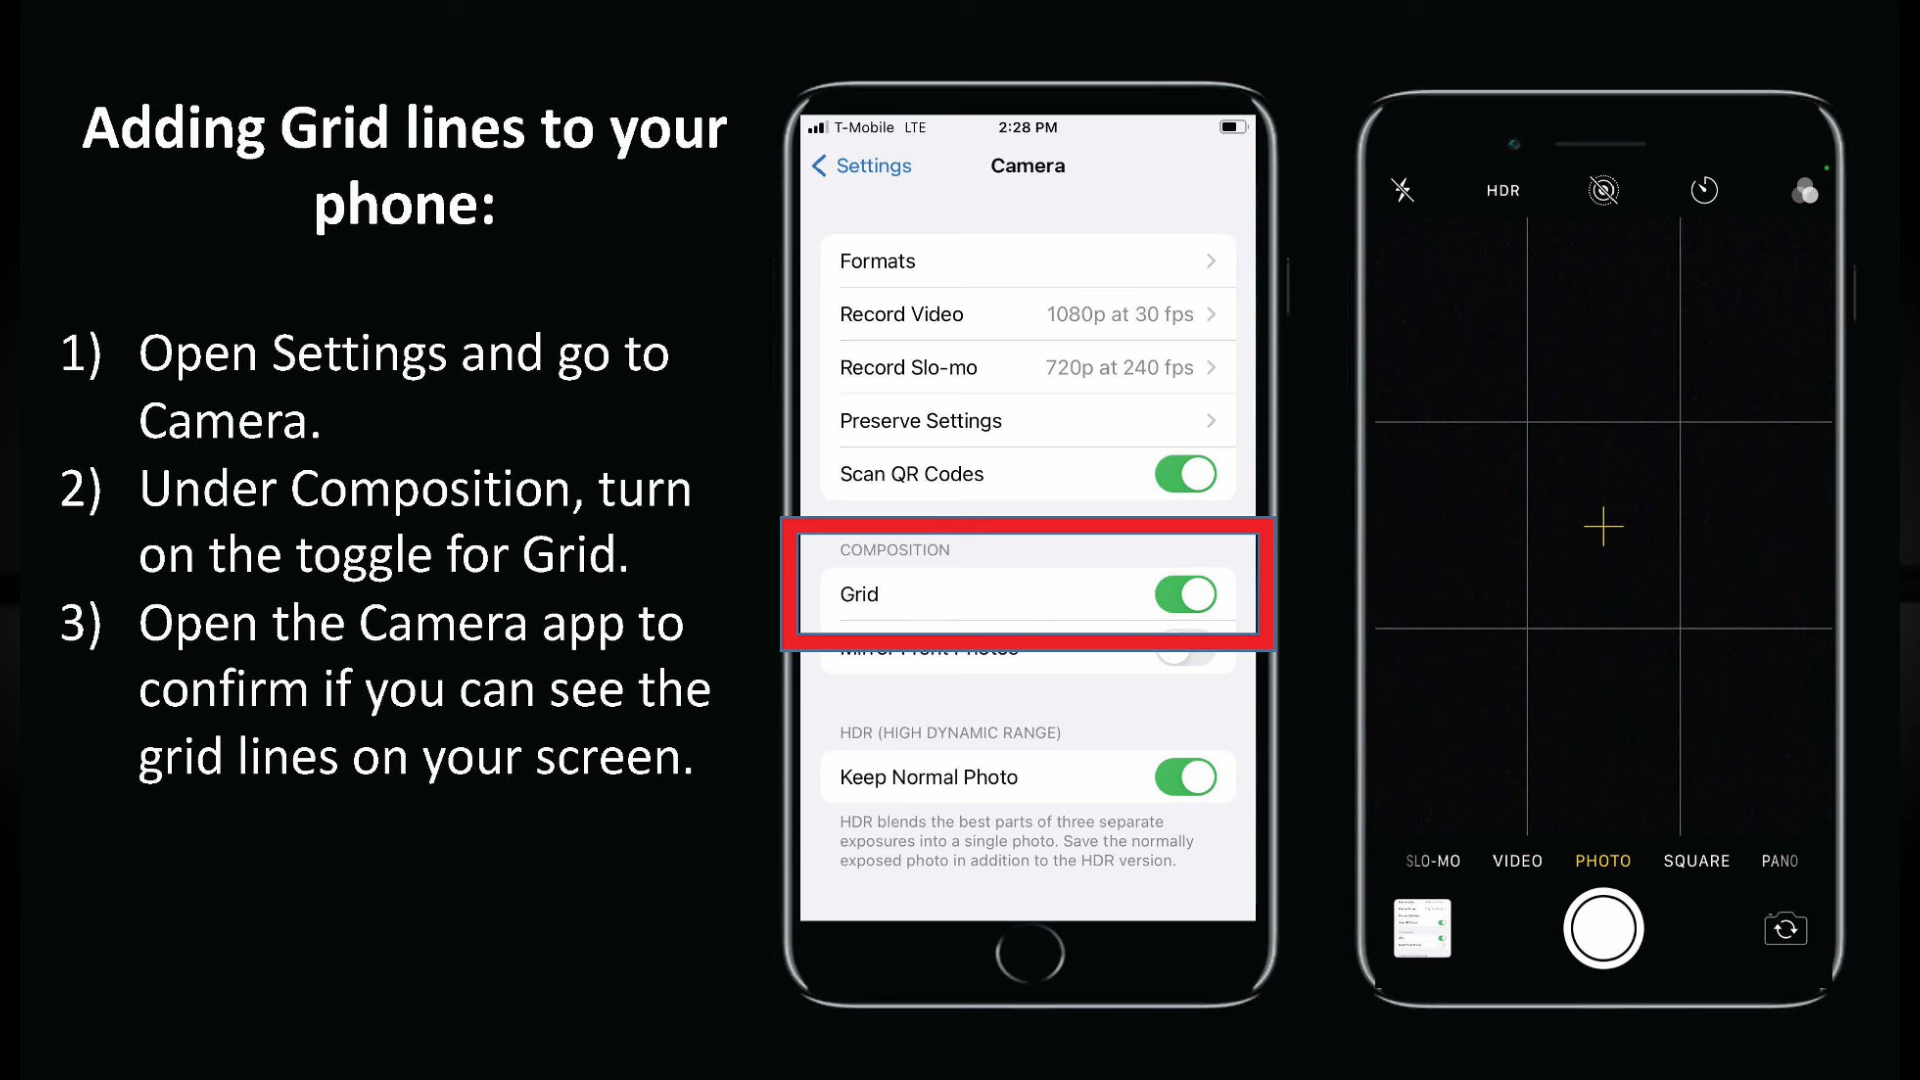 Adding Grid lines to your
phone:
1) Open Settings and go to
Camera.
2) Under Composition, turn
on the toggle for Grid.
3) Open the Camera app to
confirm if you can see the
grid lines on your screen.
T-Mobile LTE 2:28 PM
Settings Camera
Formats
Record Video 1080p at 30 fps
Record Slo-mo 720p at 240 fps
Preserve Settings
Scan QR Codes
COMPOSITION
Grid
Mirror Front Photos
HDR (HIGH DYNAMIC RANGE)
Keep Normal Photo
HDR blends the best parts of three separate
exposures into a single photo. Save the normally
exposed photo in addition to the HDR version.
HDR
SLO-MO VIDEO PHOTO SQUARE PANO